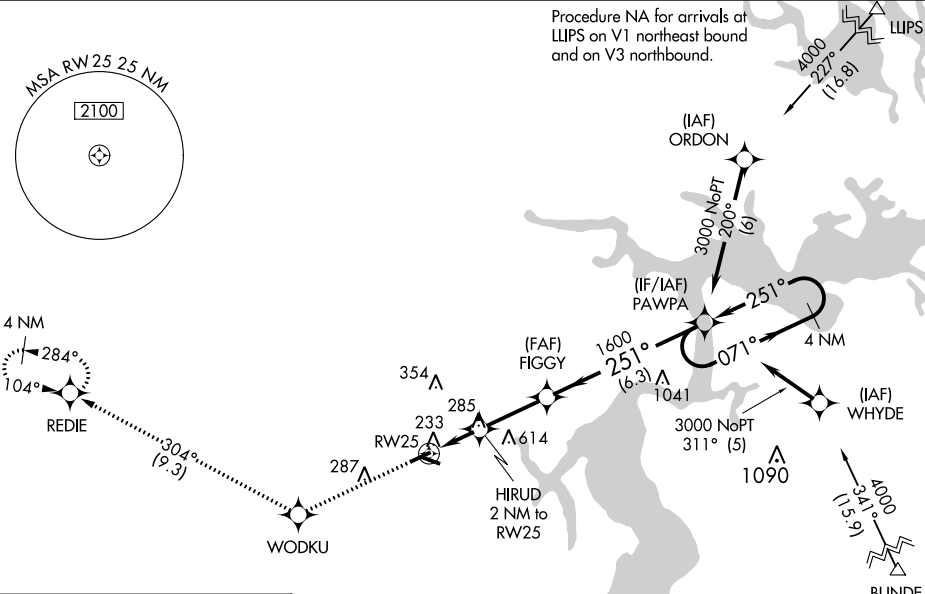 Procedure NA for arrivals at
LLIPS on V1 northeast bound
and on V3 northbound.
LLIPS
4000
227°
(16.8)
MSA RW25 25 NM
2100
(IAF)
ORDON
3000 NoPT
200°
(6)
(IF/IAF)
PAWPA
251°
071°
4 NM
1600
251°
(6.3)
(FAF)
FIGGY
1041
(IAF)
WHYDE
3000 NoPT
311° (5)
1090
4000
341°
(15.9)
4 NM
284°
104°
REDIE
304°
(9.3)
354
285
233
RW25
614
287
HIRUD
2 NM to
RW25
WODKU